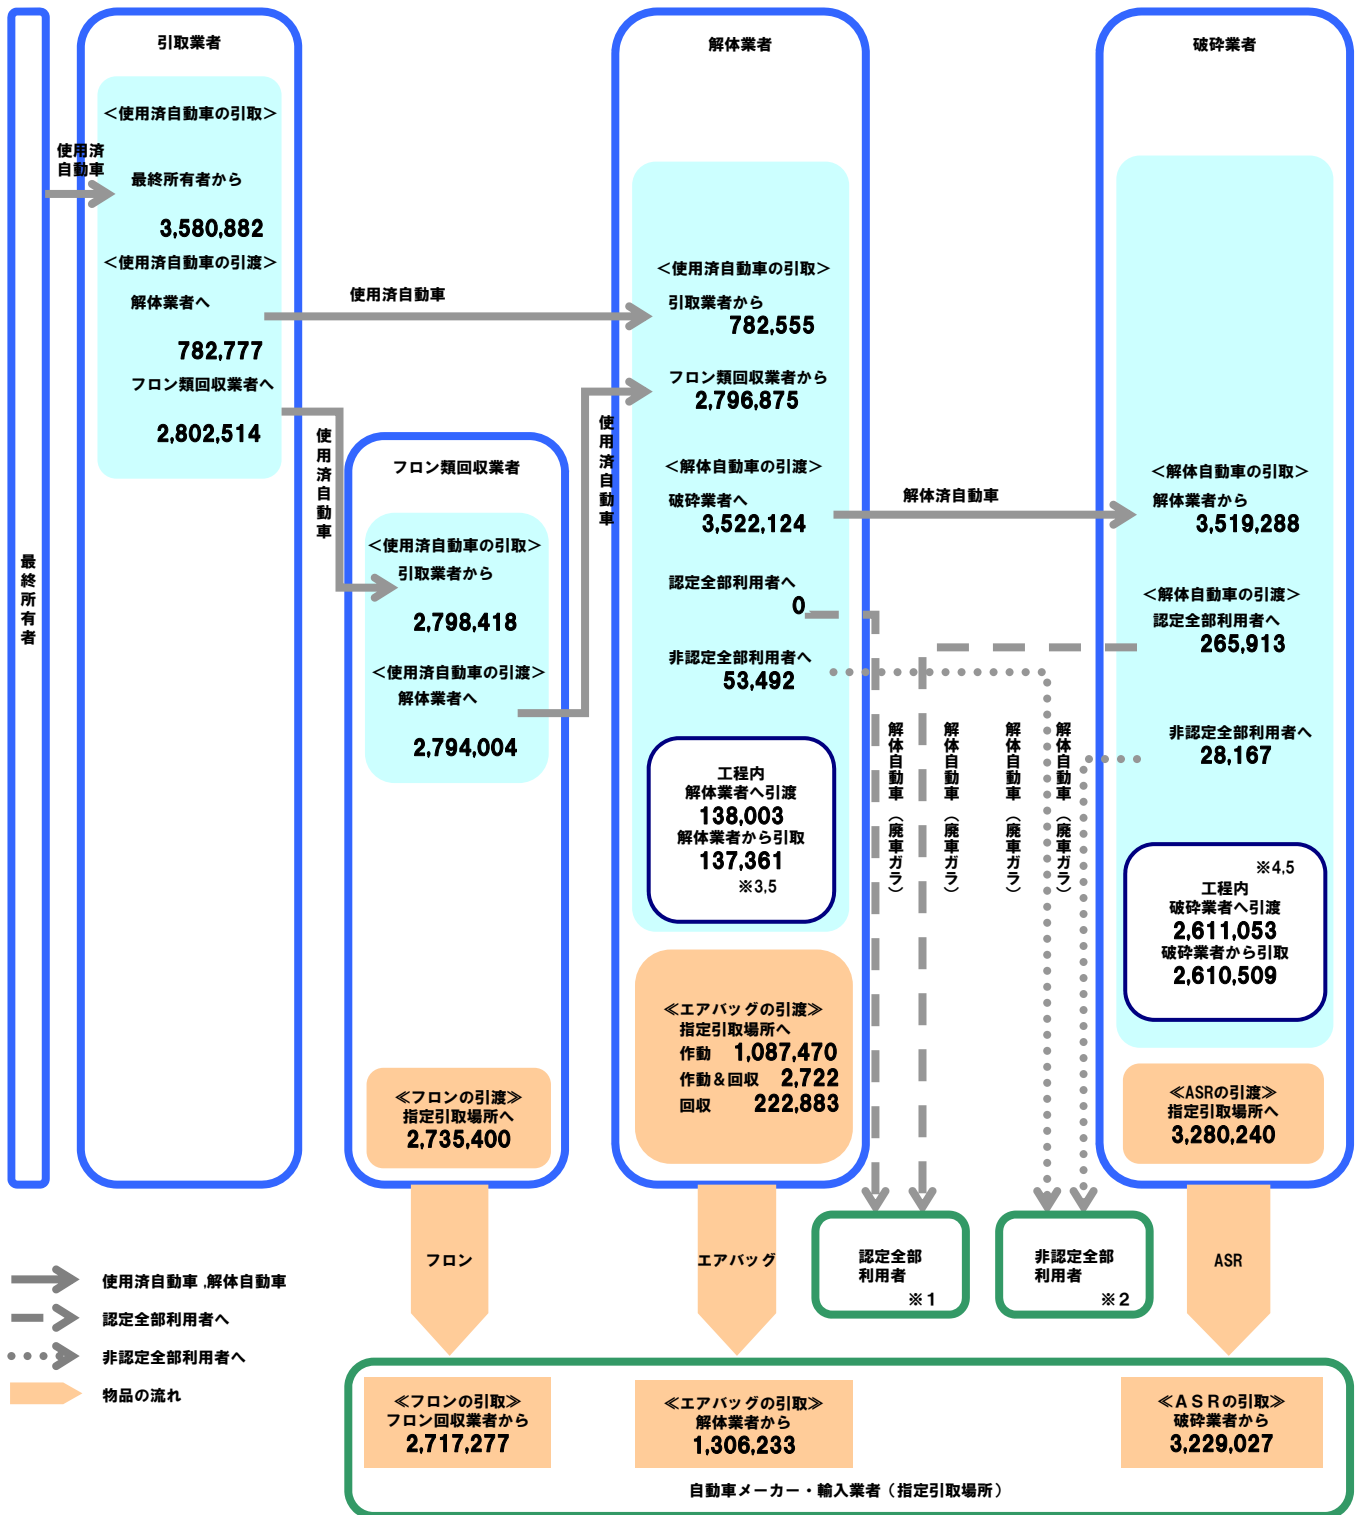 最終所有者
使用済
自動車
引取業者
＜使用済自動車の引取＞
最終所有者から
3,580,882
＜使用済自動車の引渡＞
解体業者へ
782,777
フロン類回収業者へ
2,802,514
使用済自動車
使用済自動車
フロン類回収業者
＜使用済自動車の引取＞
引取業者から
2,798,418
＜使用済自動車の引渡＞
解体業者へ
2,794,004
≪フロンの引渡≫
指定引取場所へ
2,735,400
使用済自動車
解体業者
＜使用済自動車の引取＞
引取業者から
782,555
フロン類回収業者から
2,796,875
＜解体自動車の引渡＞
破砕業者へ
3,522,124
認定全部利用者へ
0
非認定全部利用者へ
53,492
工程内
解体業者へ引渡
138,003
解体業者から引取
137,361
※3,5
≪エアバッグの引渡≫
指定引取場所へ
作動 1,087,470
作動＆回収 2,722
回収 222,883
解体済自動車
解体自動車（廃車ガラ）
解体自動車（廃車ガラ）
解体自動車（廃車ガラ）
解体自動車（廃車ガラ）
破砕業者
＜解体自動車の引取＞
解体業者から
3,519,288
＜解体自動車の引渡＞
認定全部利用者へ
265,913
非認定全部利用者へ
28,167
※4,5
工程内
破砕業者へ引渡
2,611,053
破砕業者から引取
2,610,509
≪ASRの引渡≫
指定引取場所へ
3,280,240
フロン
エアバッグ
認定全部
利用者
※１
非認定全部
利用者
※２
ASR
使用済自動車 ,解体自動車
認定全部利用者へ
非認定全部利用者へ
物品の流れ
≪フロンの引取≫
フロン回収業者から
2,717,277
≪エアバッグの引取≫
解体業者から
1,306,233
≪ＡＳＲの引取≫
破砕業者から
3,229,027
自動車メーカー・輸入業者（指定引取場所）